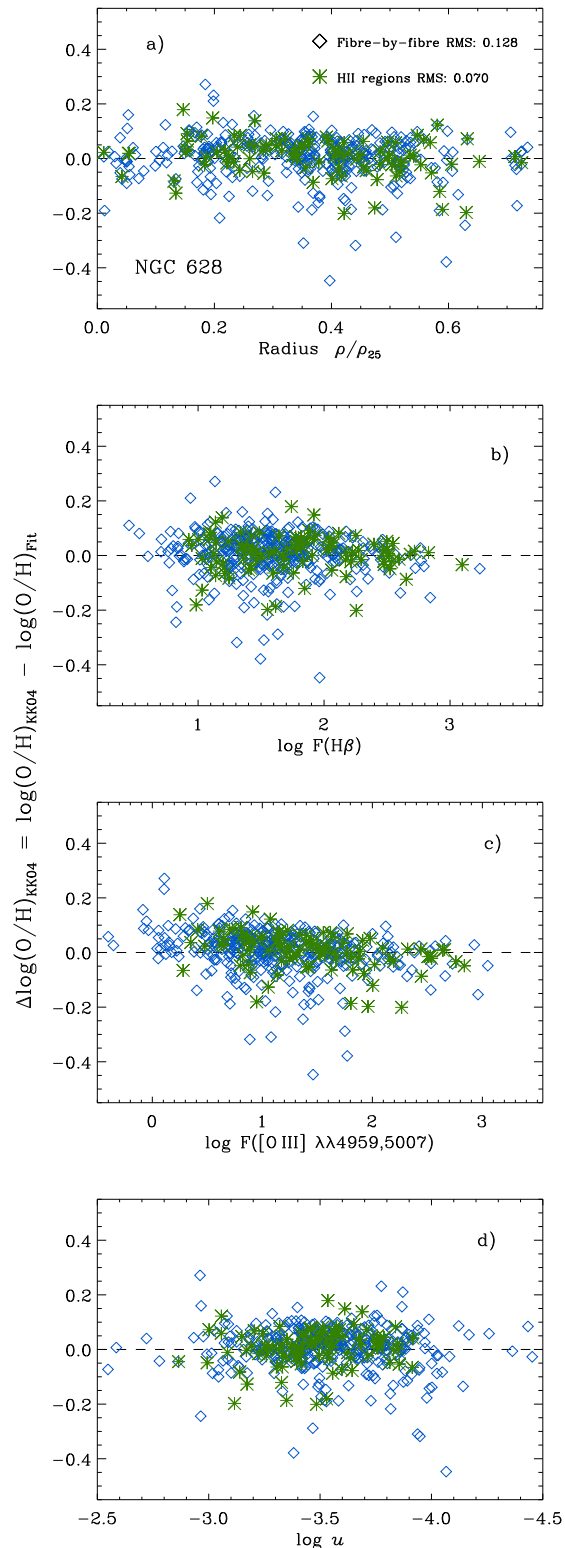 a)
Fibre-by-fibre RMS: 0.128
HII regions RMS: 0.070
NGC 628
0.4
0.2
0.0
−0.2
−0.4
0.0 0.2 0.4 0.6
Radius ρ/ρ25
b)
0.4
0.2
0.0
−0.2
−0.4
1 2 3
log F(Hβ)
Δlog(O/H)KK04 = log(O/H)KK04 − log(O/H)Fit
c)
0.4
0.2
0.0
−0.2
−0.4
0 1 2 3
log F([O III] λλ4959,5007)
d)
0.4
0.2
0.0
−0.2
−0.4
−2.5 −3.0 −3.5 −4.0 −4.5
log u